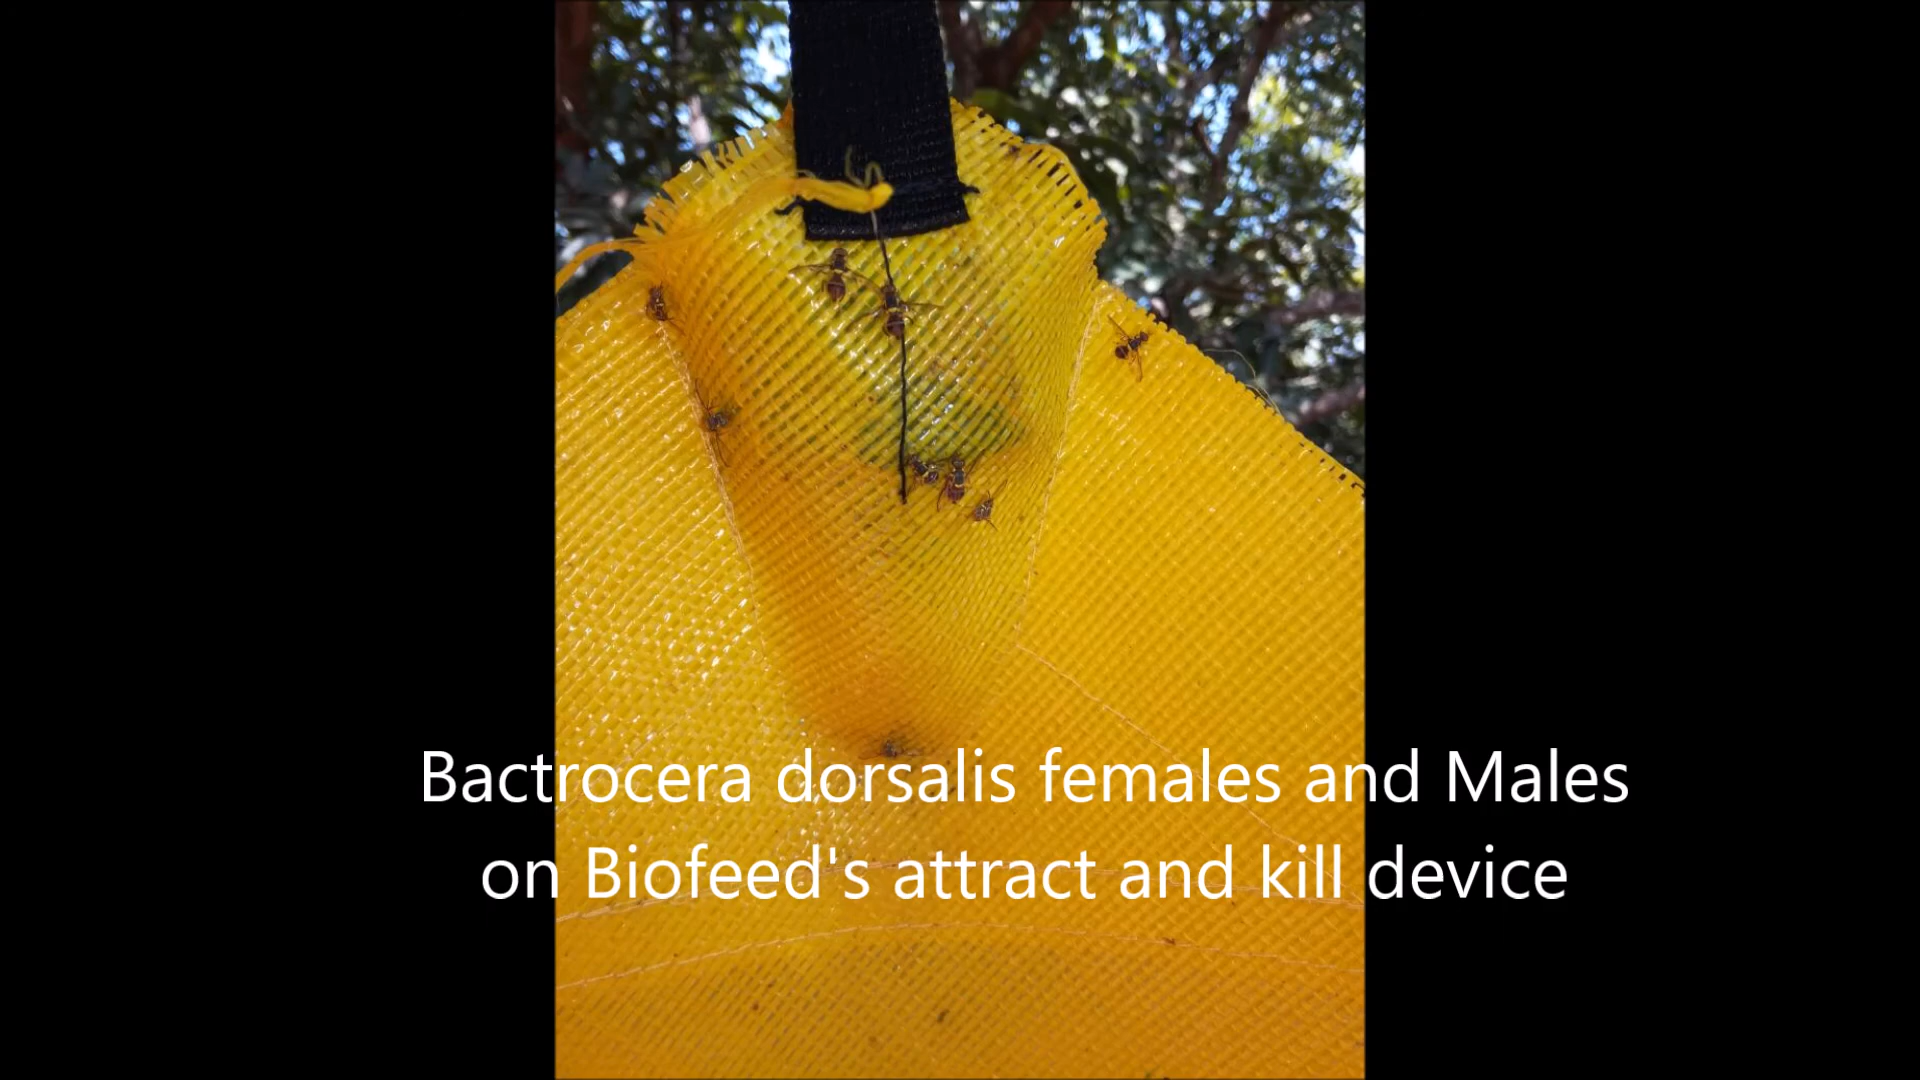 Bactrocera dorsalis females and Males
on Biofeed's attract and kill device